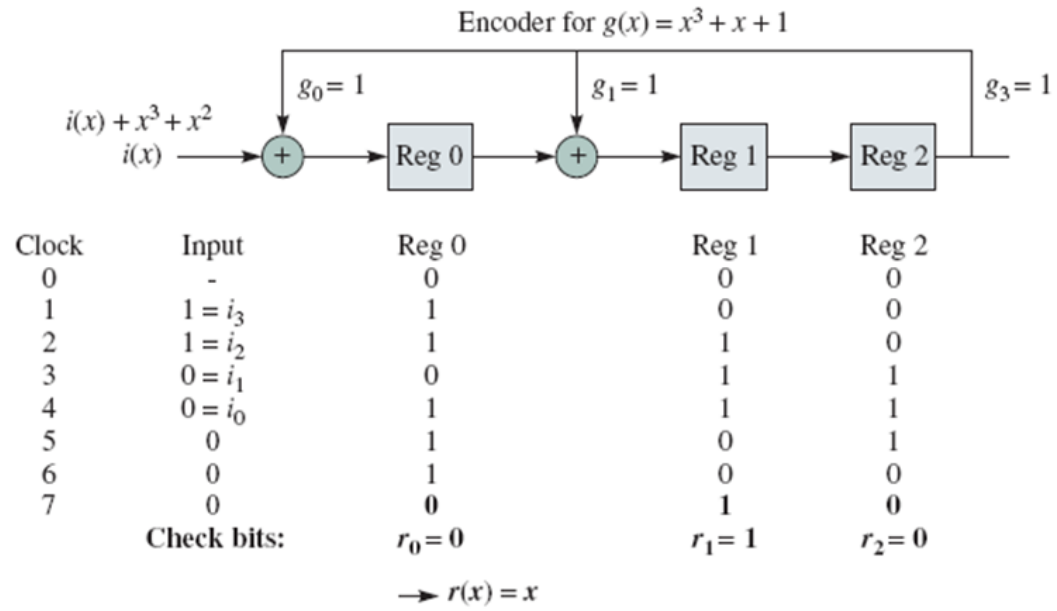 Encoder for g(x) = x³ + x + 1
g₀ = 1
g₁ = 1
g₃ = 1
i(x) + x³ + x²
i(x)
+
Reg 0
+
Reg 1
Reg 2
Clock Input Reg 0 Reg 1 Reg 2
0 - 0 0 0
1 1 = i₃ 1 0 0
2 1 = i₂ 1 1 0
3 0 = i₁ 0 1 1
4 0 = i₀ 1 1 1
5 0 1 0 1
6 0 1 0 0
7 0 0 1 0
Check bits: r₀ = 0 r₁ = 1 r₂ = 0
→ r(x) = x